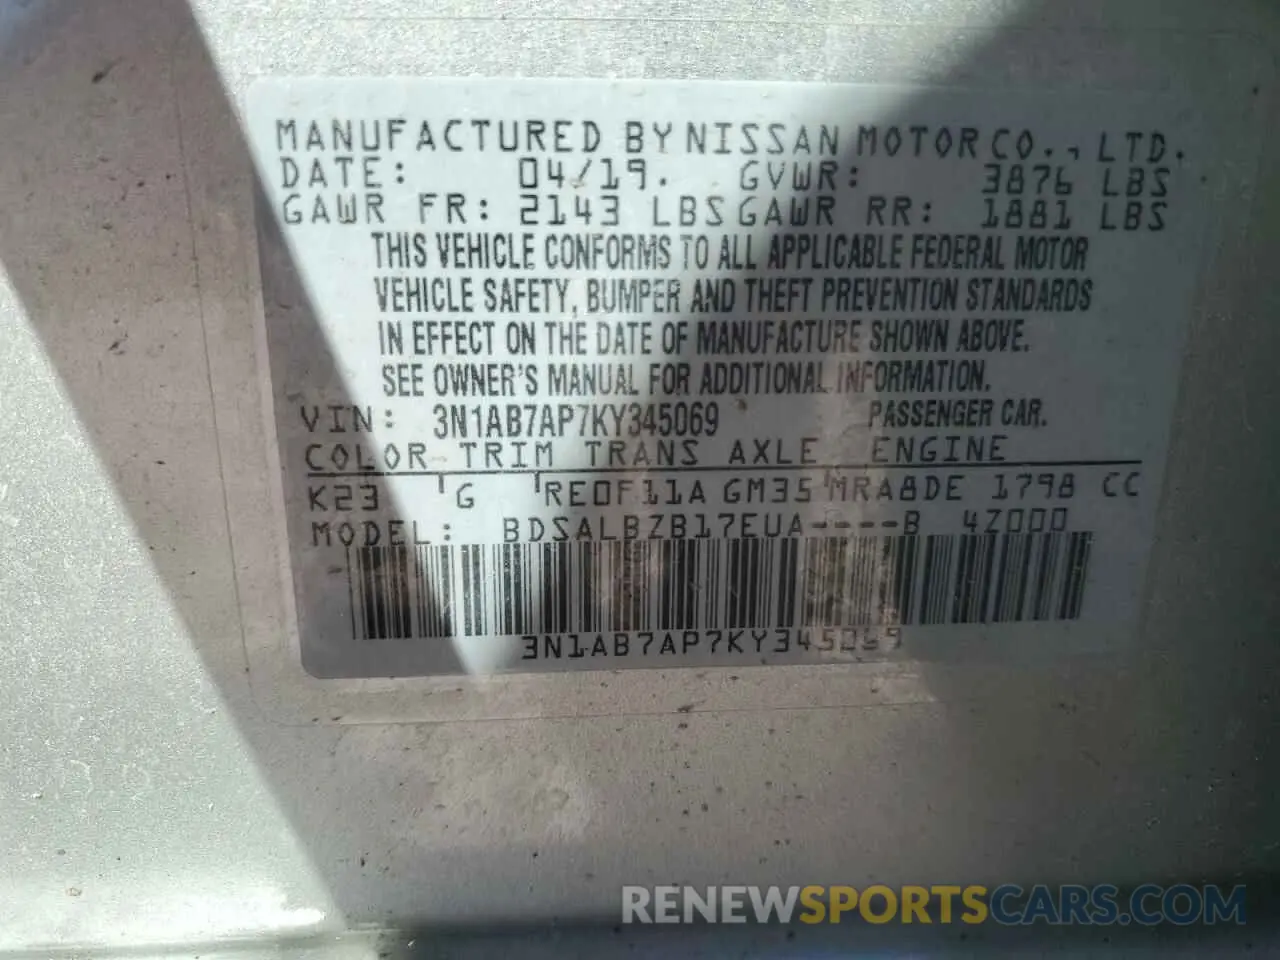 MANUFACTURED BY NISSAN MOTOR CO., LTD.
DATE: 04/19. GVWR: 3876 LBS
GAWR FR: 2143 LBS GAWR RR: 1881 LBS
THIS VEHICLE CONFORMS TO ALL APPLICABLE FEDERAL MOTOR
VEHICLE SAFETY, BUMPER AND THEFT PREVENTION STANDARDS
IN EFFECT ON THE DATE OF MANUFACTURE SHOWN ABOVE.
SEE OWNER'S MANUAL FOR ADDITIONAL INFORMATION.
VIN: 3N1AB7AP7KY345069 PASSENGER CAR.
COLOR TRIM TRANS AXLE ENGINE
K23 G RE0F11A GM35 MRA8DE 1798 CC
MODEL: BDSALBZB17EUA----B 4Z000
3N1AB7AP7KY345069
RENEWSPORTSCARS.COM